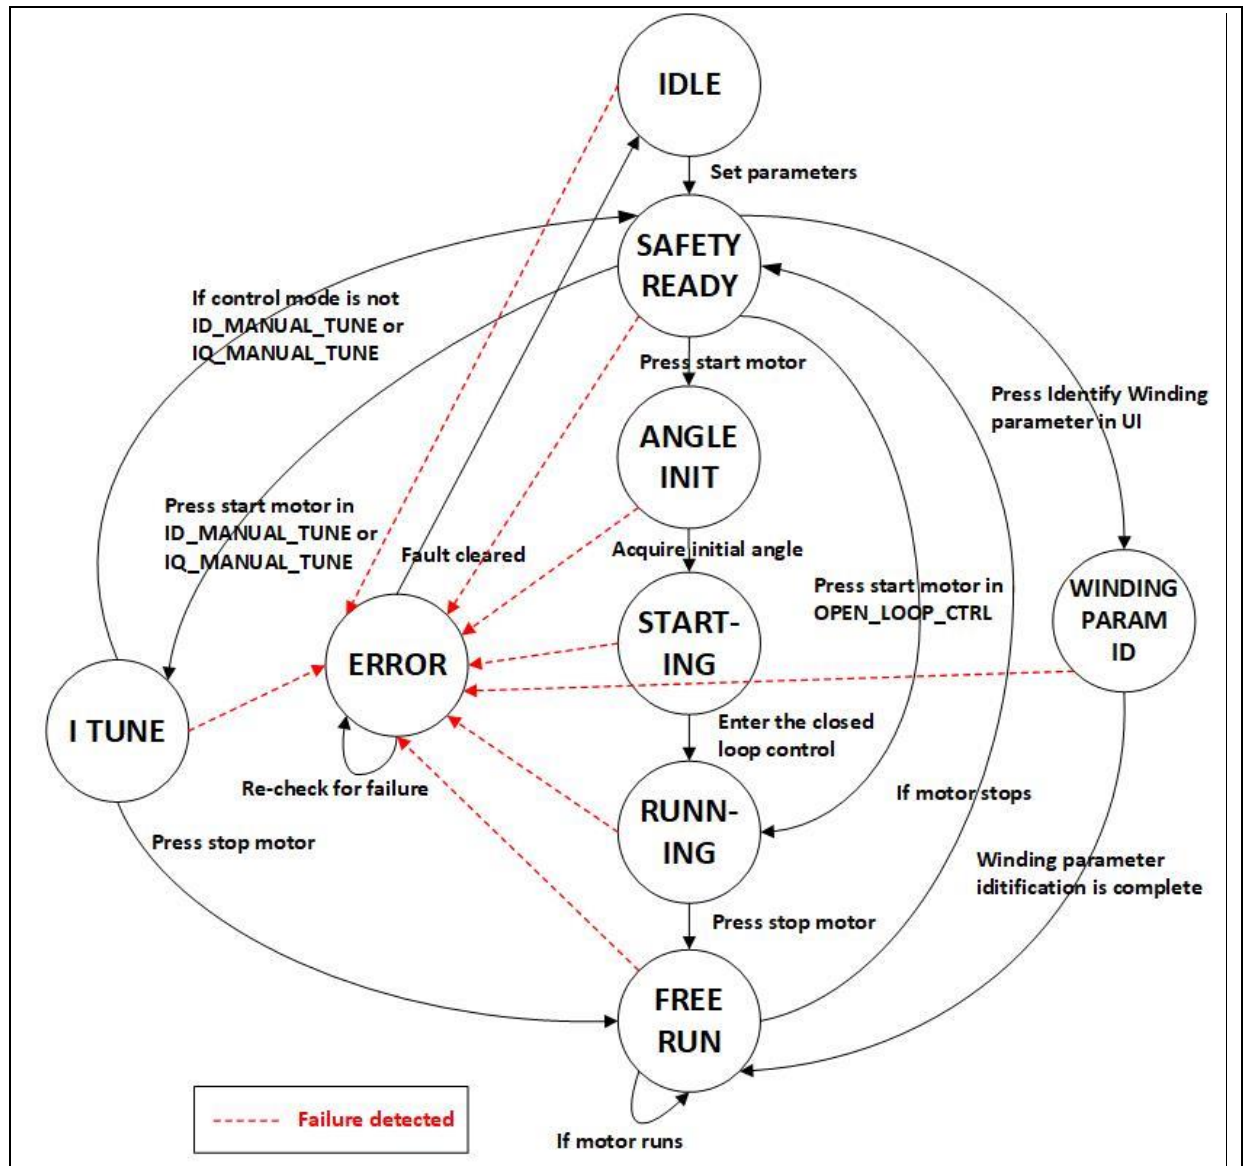 IDLE
Set parameters
SAFETY
READY
If control mode is not
ID_MANUAL_TUNE or
IQ_MANUAL_TUNE
Press start motor
Press Identify Winding
parameter in UI
ANGLE
INIT
Press start motor in
ID_MANUAL_TUNE or
IQ_MANUAL_TUNE
Fault cleared
Acquire initial angle
Press start motor in
OPEN_LOOP_CTRL
WINDING
PARAM
ID
START-
ING
ERROR
I TUNE
Enter the closed
loop control
Re-check for failure
If motor stops
RUNN-
ING
Press stop motor
Winding parameter
iditification is complete
Press stop motor
FREE
RUN
Failure detected
If motor runs